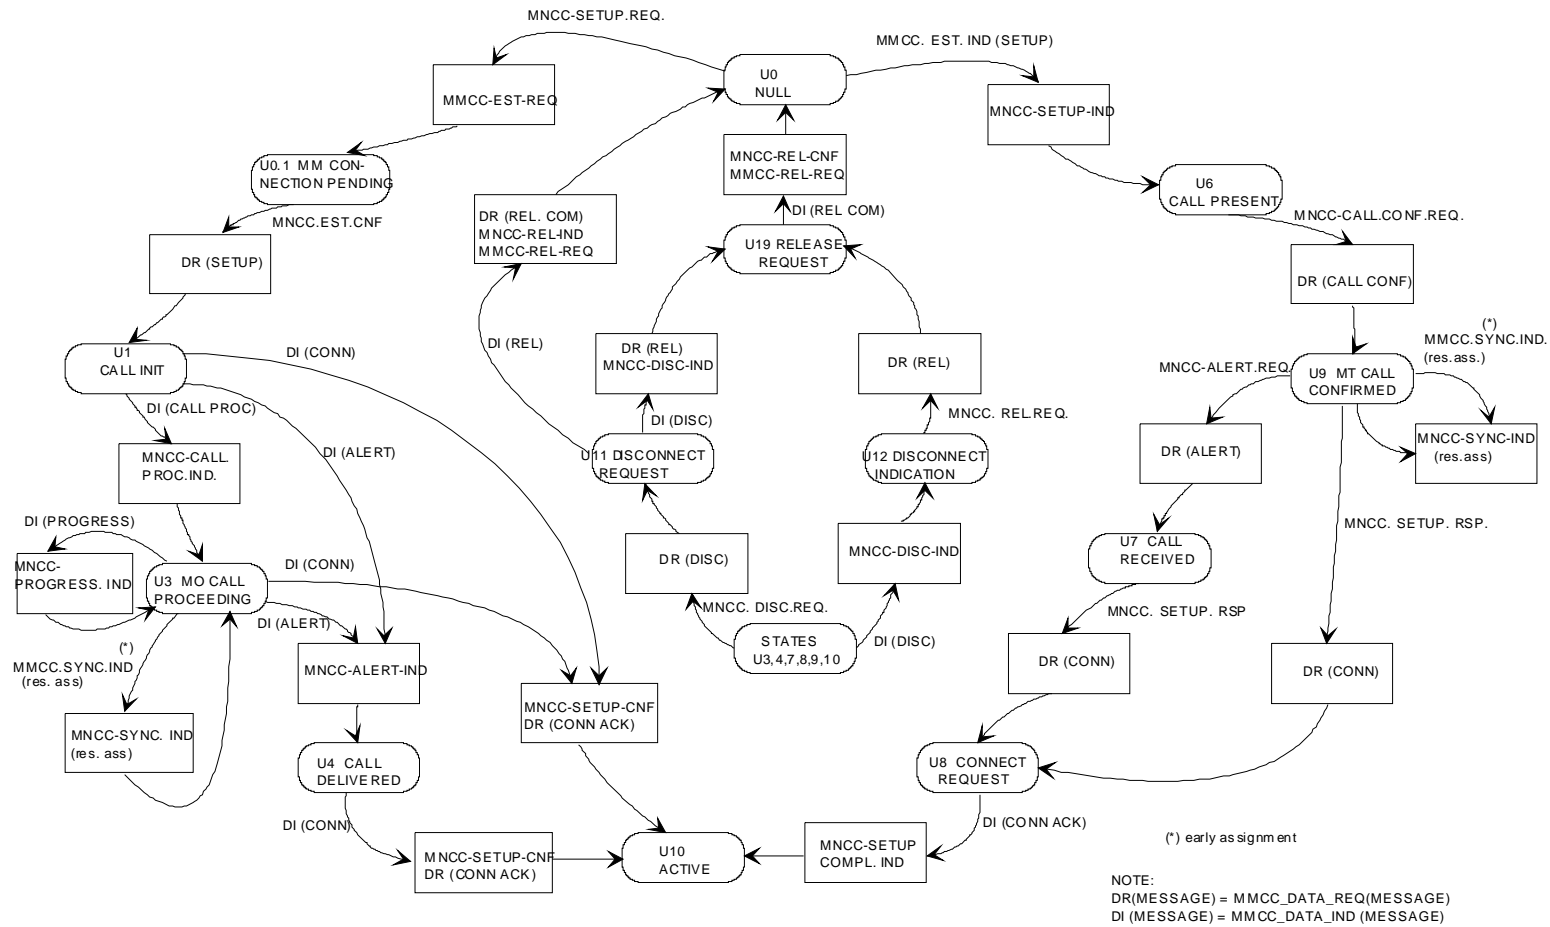 MNCC-SETUP.REQ.
MMCC. EST. IND (SETUP)
U0
NULL
MMCC-EST-REQ
MNCC-SETUP-IND
MNCC-REL-CNF
MMCC-REL-REQ
U0.1 MM CON-
NECTION PENDING
U6
CALL PRESENT
MNCC.EST.CNF
DR (REL. COM)
MNCC-REL-IND
MMCC-REL-REQ
DI (REL COM)
MNCC-CALL.CONF.REQ.
DR (SETUP)
U19 RELEASE
REQUEST
DR (CALL CONF)
(*)
MMCC.SYNC.IND.
(res.ass.)
U1
CALL INIT
DI (CONN)
DI (REL)
DR (REL)
MNCC-DISC-IND
DR (REL)
MNCC-ALERT.REQ.
U9 MT CALL
CONFIRMED
DI (CALL PROC)
DI (DISC)
MNCC. REL.REQ.
MNCC-CALL.
PROC.IND.
DI (ALERT)
U11 DISCONNECT
REQUEST
U12 DISCONNECT
INDICATION
DR (ALERT)
MNCC-SYNC-IND
(res.ass)
DI (PROGRESS)
MNCC. SETUP. RSP.
MNCC-
PROGRESS. IND
U3 MO CALL
PROCEEDING
DI (CONN)
DR (DISC)
MNCC-DISC-IND
U7 CALL
RECEIVED
DI (ALERT)
MNCC. DISC.REQ.
MNCC. SETUP. RSP
(*)
MMCC.SYNC.IND
(res. ass)
STATES
U3,4,7,8,9,10
DI (DISC)
MNCC-ALERT-IND
DR (CONN)
DR (CONN)
MNCC-SYNC. IND
(res. ass)
MNCC-SETUP-CNF
DR (CONN ACK)
U4 CALL
DELIVERED
U8 CONNECT
REQUEST
DI (CONN)
DI (CONN ACK)
MNCC-SETUP-CNF
DR (CONN ACK)
U10
ACTIVE
MNCC-SETUP
COMPL. IND
(*) early assignment
NOTE:
DR(MESSAGE) = MMCC_DATA_REQ(MESSAGE)
DI (MESSAGE) = MMCC_DATA_IND (MESSAGE)